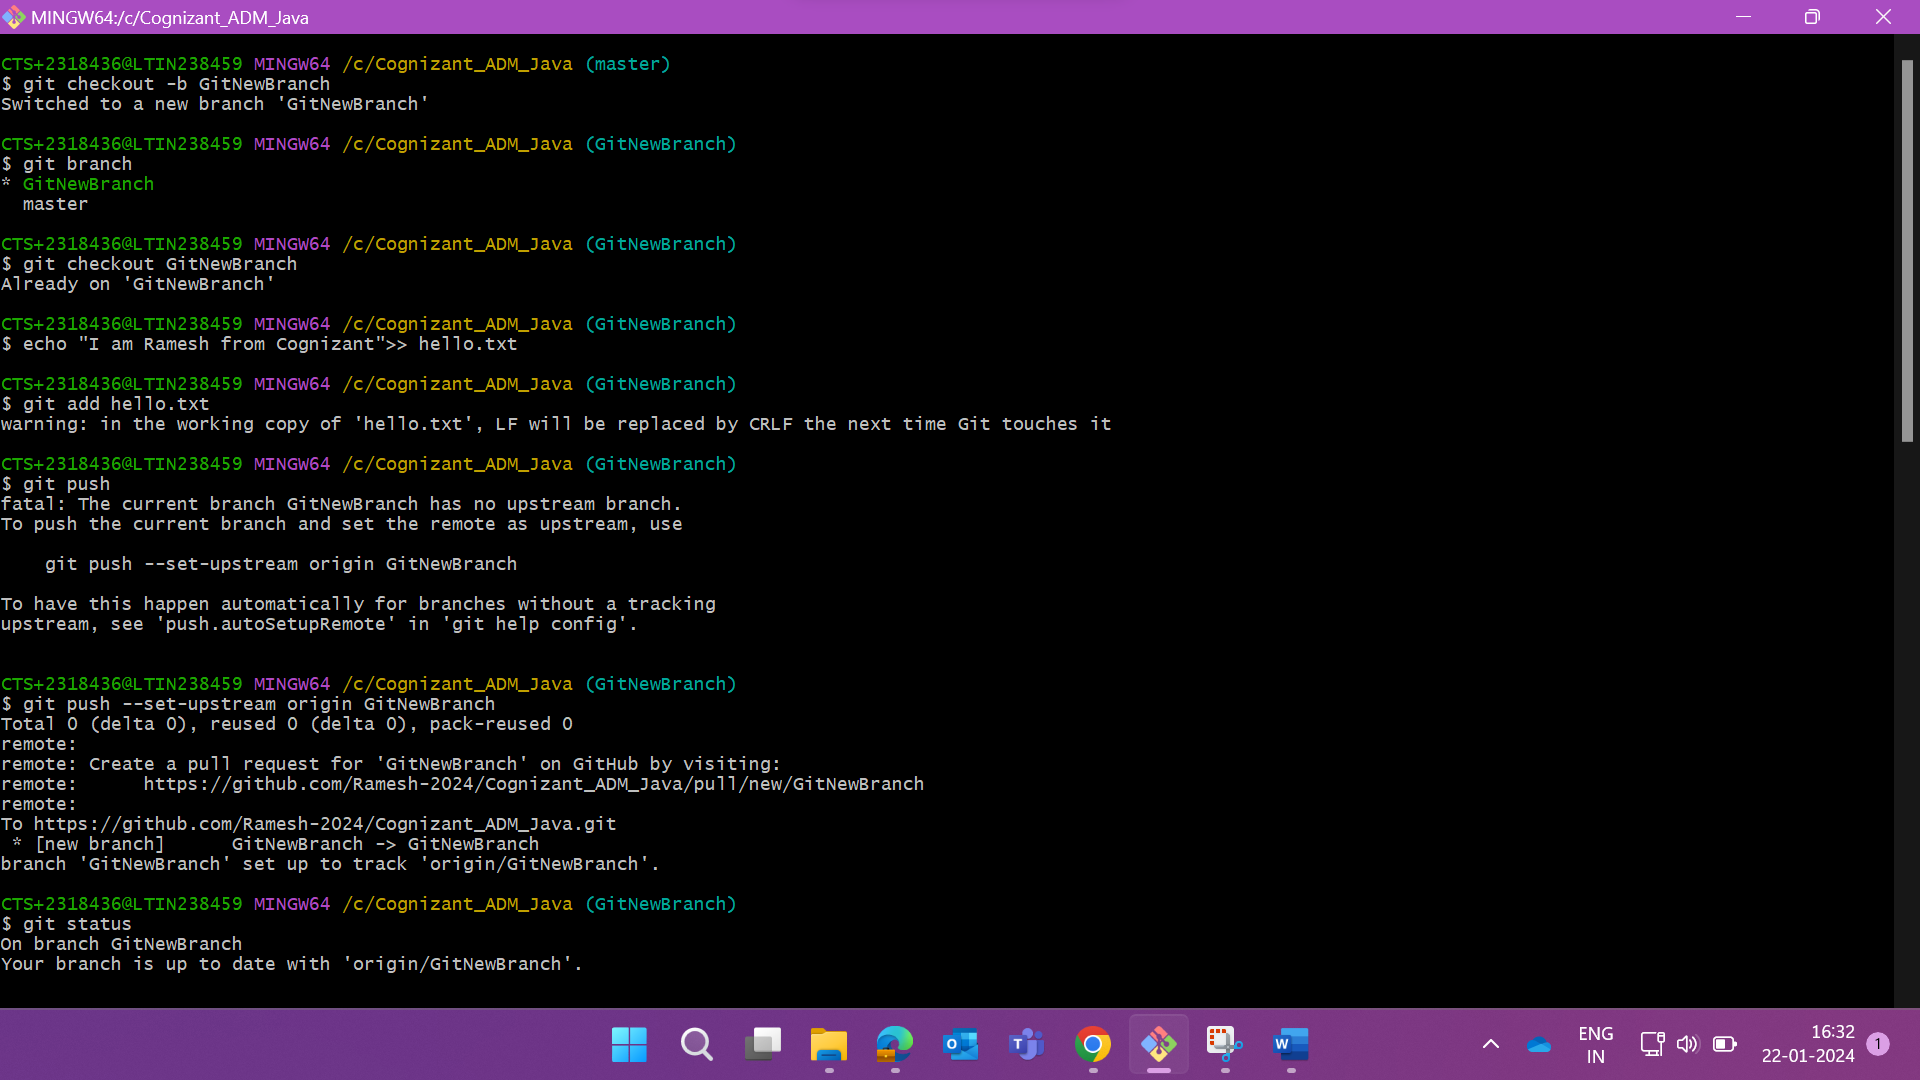 MINGW64:/c/Cognizant_ADM_Java
CTS+2318436@LTIN238459 MINGW64 /c/Cognizant_ADM_Java (master)
$ git checkout -b GitNewBranch
Switched to a new branch 'GitNewBranch'
CTS+2318436@LTIN238459 MINGW64 /c/Cognizant_ADM_Java (GitNewBranch)
$ git branch
* GitNewBranch
  master
CTS+2318436@LTIN238459 MINGW64 /c/Cognizant_ADM_Java (GitNewBranch)
$ git checkout GitNewBranch
Already on 'GitNewBranch'
CTS+2318436@LTIN238459 MINGW64 /c/Cognizant_ADM_Java (GitNewBranch)
$ echo "I am Ramesh from Cognizant">> hello.txt
CTS+2318436@LTIN238459 MINGW64 /c/Cognizant_ADM_Java (GitNewBranch)
$ git add hello.txt
warning: in the working copy of 'hello.txt', LF will be replaced by CRLF the next time Git touches it
CTS+2318436@LTIN238459 MINGW64 /c/Cognizant_ADM_Java (GitNewBranch)
$ git push
fatal: The current branch GitNewBranch has no upstream branch.
To push the current branch and set the remote as upstream, use
    git push --set-upstream origin GitNewBranch
To have this happen automatically for branches without a tracking
upstream, see 'push.autoSetupRemote' in 'git help config'.
CTS+2318436@LTIN238459 MINGW64 /c/Cognizant_ADM_Java (GitNewBranch)
$ git push --set-upstream origin GitNewBranch
Total 0 (delta 0), reused 0 (delta 0), pack-reused 0
remote:
remote: Create a pull request for 'GitNewBranch' on GitHub by visiting:
remote:      https://github.com/Ramesh-2024/Cognizant_ADM_Java/pull/new/GitNewBranch
remote:
To https://github.com/Ramesh-2024/Cognizant_ADM_Java.git
 * [new branch]      GitNewBranch -> GitNewBranch
branch 'GitNewBranch' set up to track 'origin/GitNewBranch'.
CTS+2318436@LTIN238459 MINGW64 /c/Cognizant_ADM_Java (GitNewBranch)
$ git status
On branch GitNewBranch
Your branch is up to date with 'origin/GitNewBranch'.
ENG
IN
16:32
22-01-2024
1